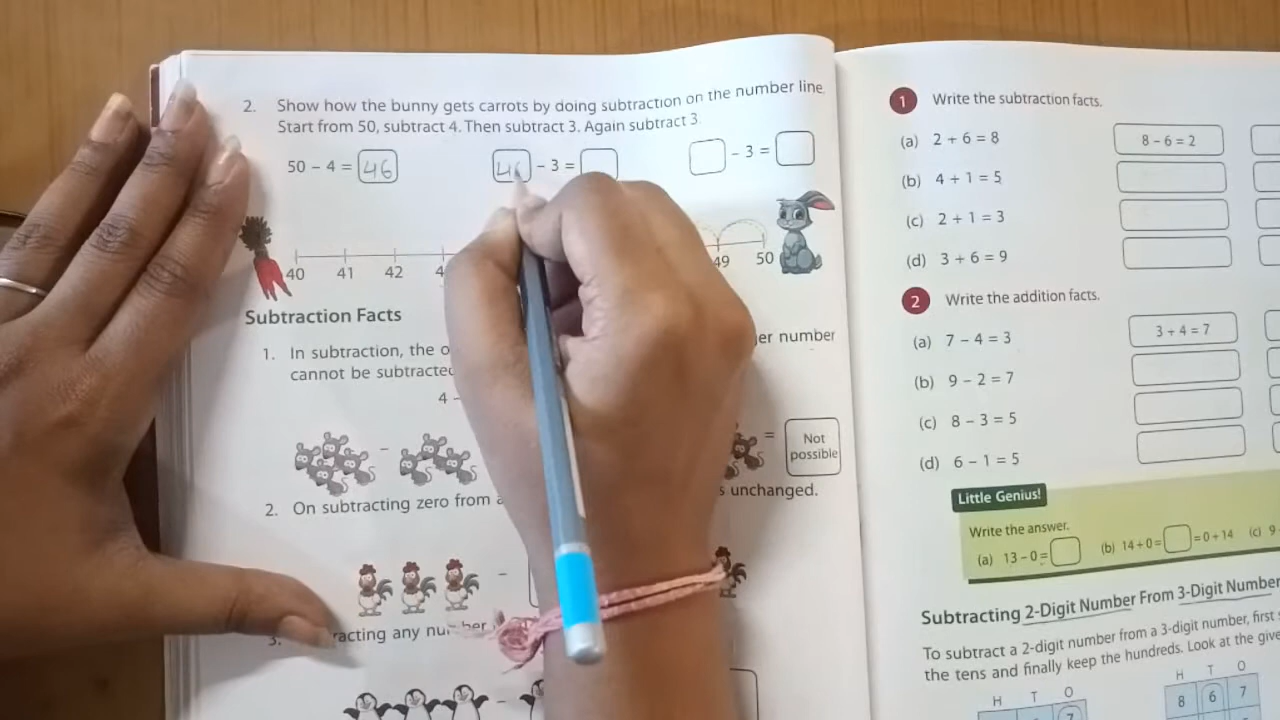 2. Show how the bunny gets carrots by doing subtraction on the number line.
Start from 50, subtract 4. Then subtract 3. Again subtract 3
50 - 4 = 46
46 - 3 =
- 3 =
40 41 42 4 49 50
Subtraction Facts
1. In subtraction, the o er number
cannot be subtracted
4 -
- =
Not
possible
2. On subtracting zero from s unchanged.
-
3. racting any number
-
1 Write the subtraction facts.
(a) 2 + 6 = 8 8 - 6 = 2
(b) 4 + 1 = 5
(c) 2 + 1 = 3
(d) 3 + 6 = 9
2 Write the addition facts.
(a) 7 - 4 = 3 3 + 4 = 7
(b) 9 - 2 = 7
(c) 8 - 3 = 5
(d) 6 - 1 = 5
Little Genius!
Write the answer.
(a) 13 - 0 = (b) 14 + 0 = = 0 + 14 (c) 9
Subtracting 2-Digit Number From 3-Digit Number
To subtract a 2-digit number from a 3-digit number, first
the tens and finally keep the hundreds. Look at the give
H T O
7
H T O
8 6 7